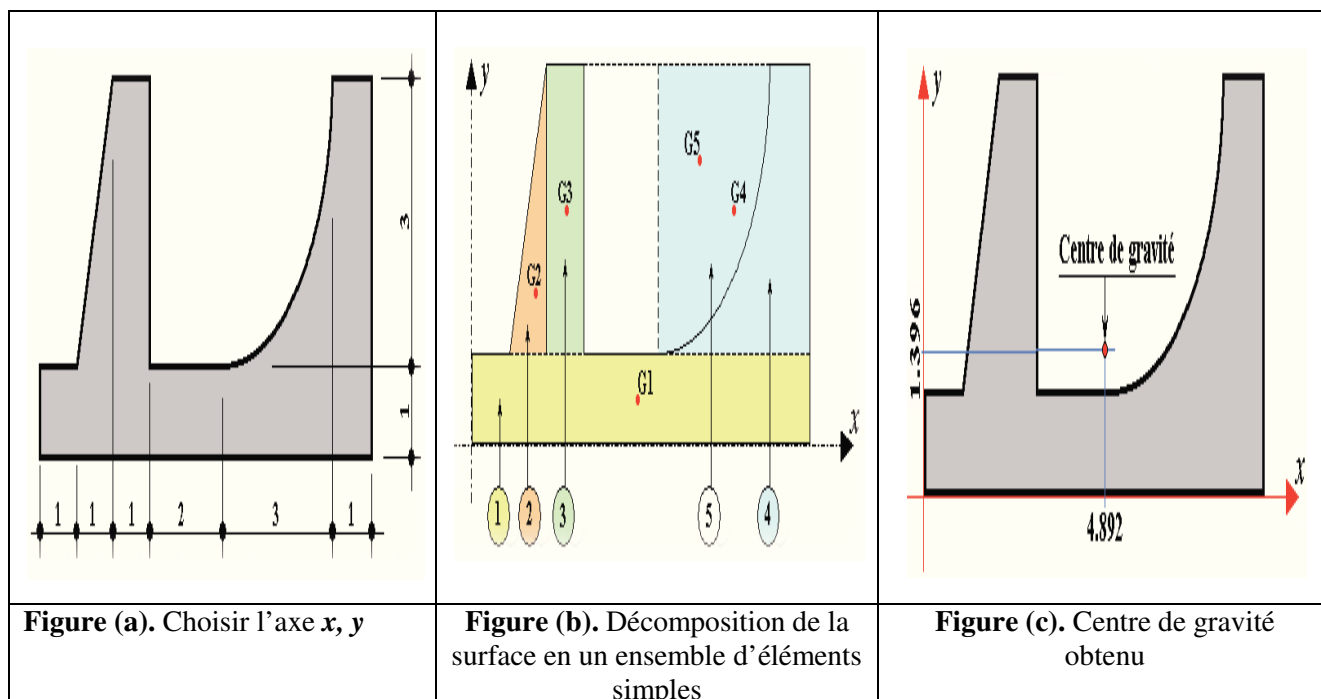 3
1
1
1
1
2
3
1
y
G5
G3
G4
G2
G1
x
1
2
3
5
4
y
Centre de gravité
1.396
x
4.892
Figure (a). Choisir l’axe x, y
Figure (b). Décomposition de la
surface en un ensemble d’éléments
simples
Figure (c). Centre de gravité
obtenu